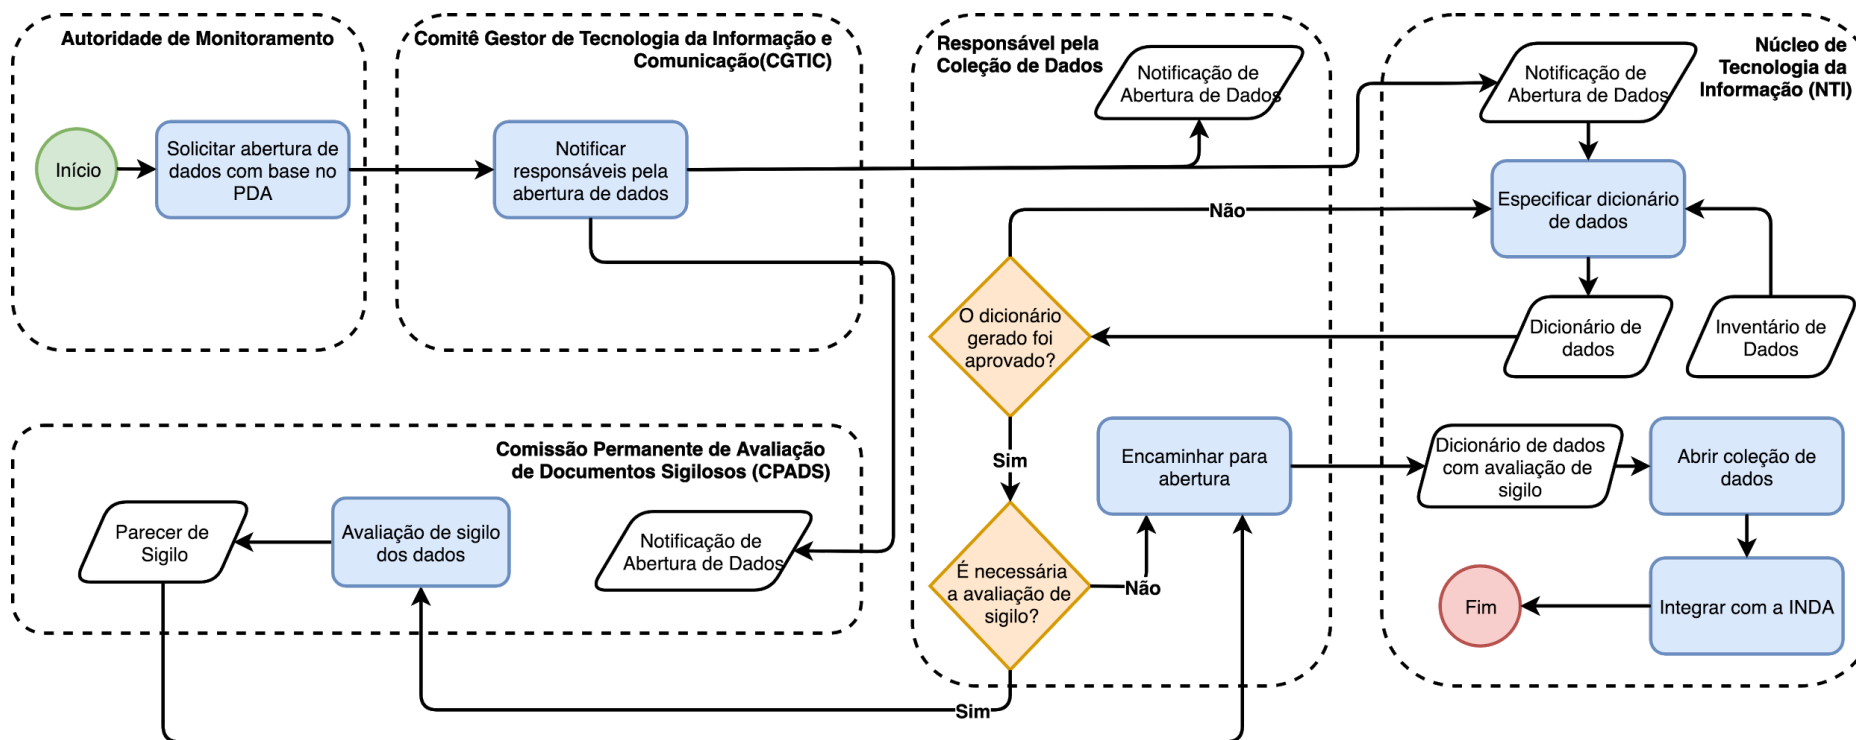 Autoridade de Monitoramento
Início
Solicitar abertura de
dados com base no
PDA
Comitê Gestor de Tecnologia da Informação e
Comunicação(CGTIC)
Notificar
responsáveis pela
abertura de dados
Responsável pela
Coleção de Dados
Notificação de
Abertura de Dados
Núcleo de
Tecnologia da
Informação (NTI)
Notificação de
Abertura de Dados
Especificar dicionário
de dados
Não
O dicionário
gerado foi
aprovado?
Dicionário de
dados
Inventário de
Dados
Sim
Comissão Permanente de Avaliação
de Documentos Sigilosos (CPADS)
Parecer de
Sigilo
Avaliação de sigilo
dos dados
Notificação de
Abertura de Dados
É necessária
a avaliação de
sigilo?
Não
Sim
Encaminhar para
abertura
Dicionário de dados
com avaliação de
sigilo
Abrir coleção de
dados
Integrar com a INDA
Fim